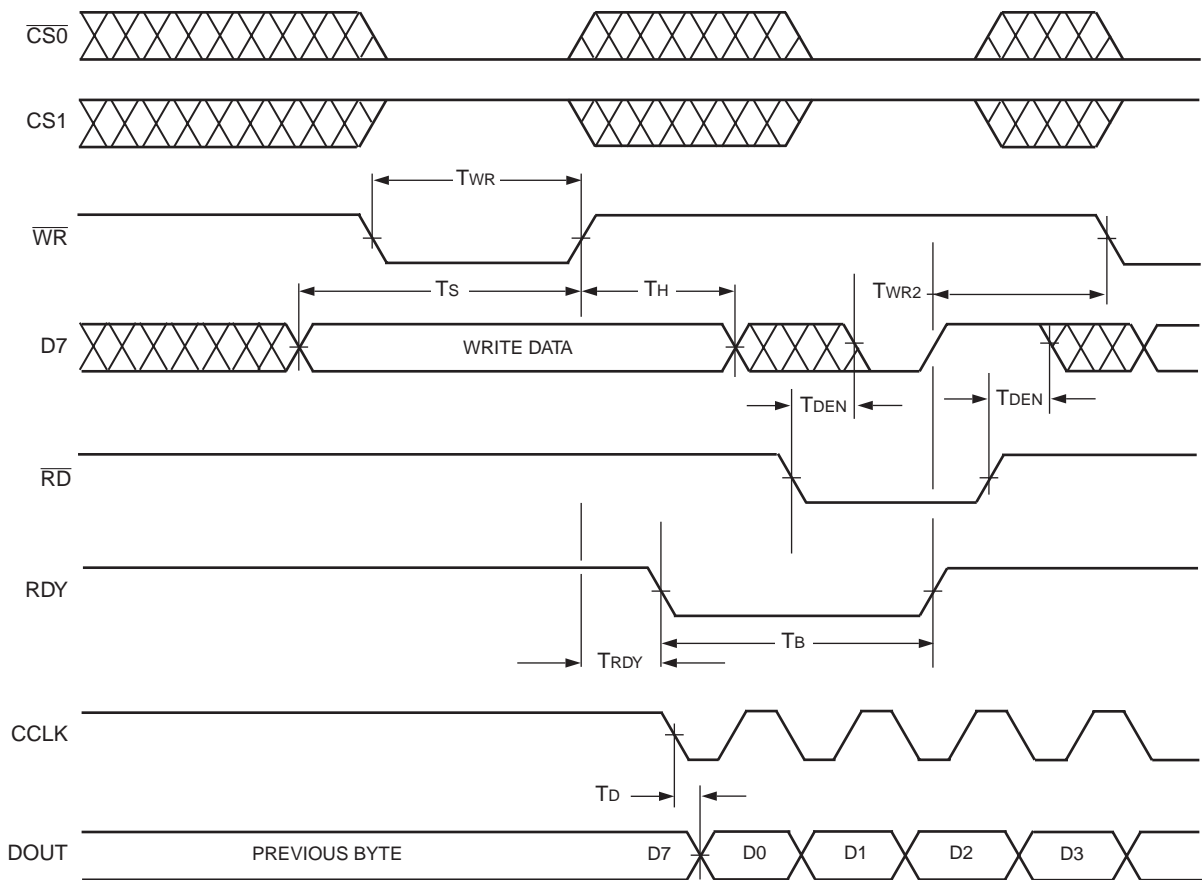 CS0
CS1
TWR
WR
TS TH TWR2
D7 WRITE DATA
TDEN TDEN
RD
RDY
TB
TRDY
CCLK
TD
DOUT PREVIOUS BYTE D7 D0 D1 D2 D3